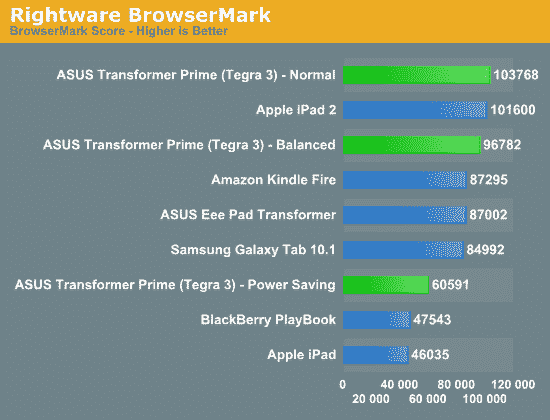 Rightware BrowserMark
BrowserMark Score - Higher is Better
ASUS Transformer Prime (Tegra 3) - Normal 103768
Apple iPad 2 101600
ASUS Transformer Prime (Tegra 3) - Balanced 96782
Amazon Kindle Fire 87295
ASUS Eee Pad Transformer 87002
Samsung Galaxy Tab 10.1 84992
ASUS Transformer Prime (Tegra 3) - Power Saving 60591
BlackBerry PlayBook 47543
Apple iPad 46035
0 40 000 80 000 120 000
20 000 60 000 100 000